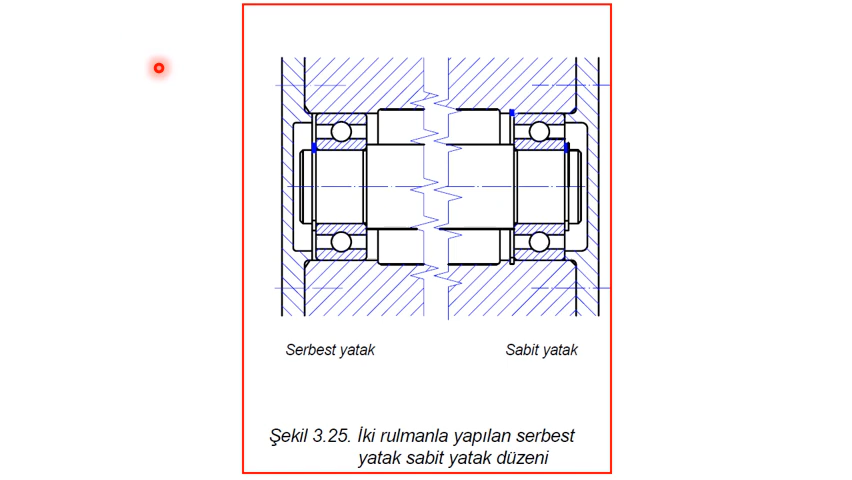 Serbest yatak
Sabit yatak
Şekil 3.25. İki rulmanla yapılan serbest
yatak sabit yatak düzeni